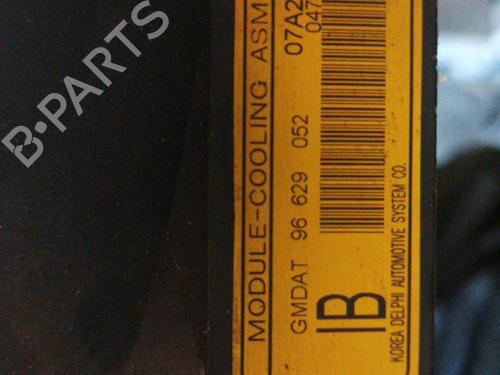 MODULE-COOLING ASM
GMDAT 96 629 052 07A2
047
IB
KOREA DELPHI AUTOMOTIVE SYSTEM CO.
B-PARTS